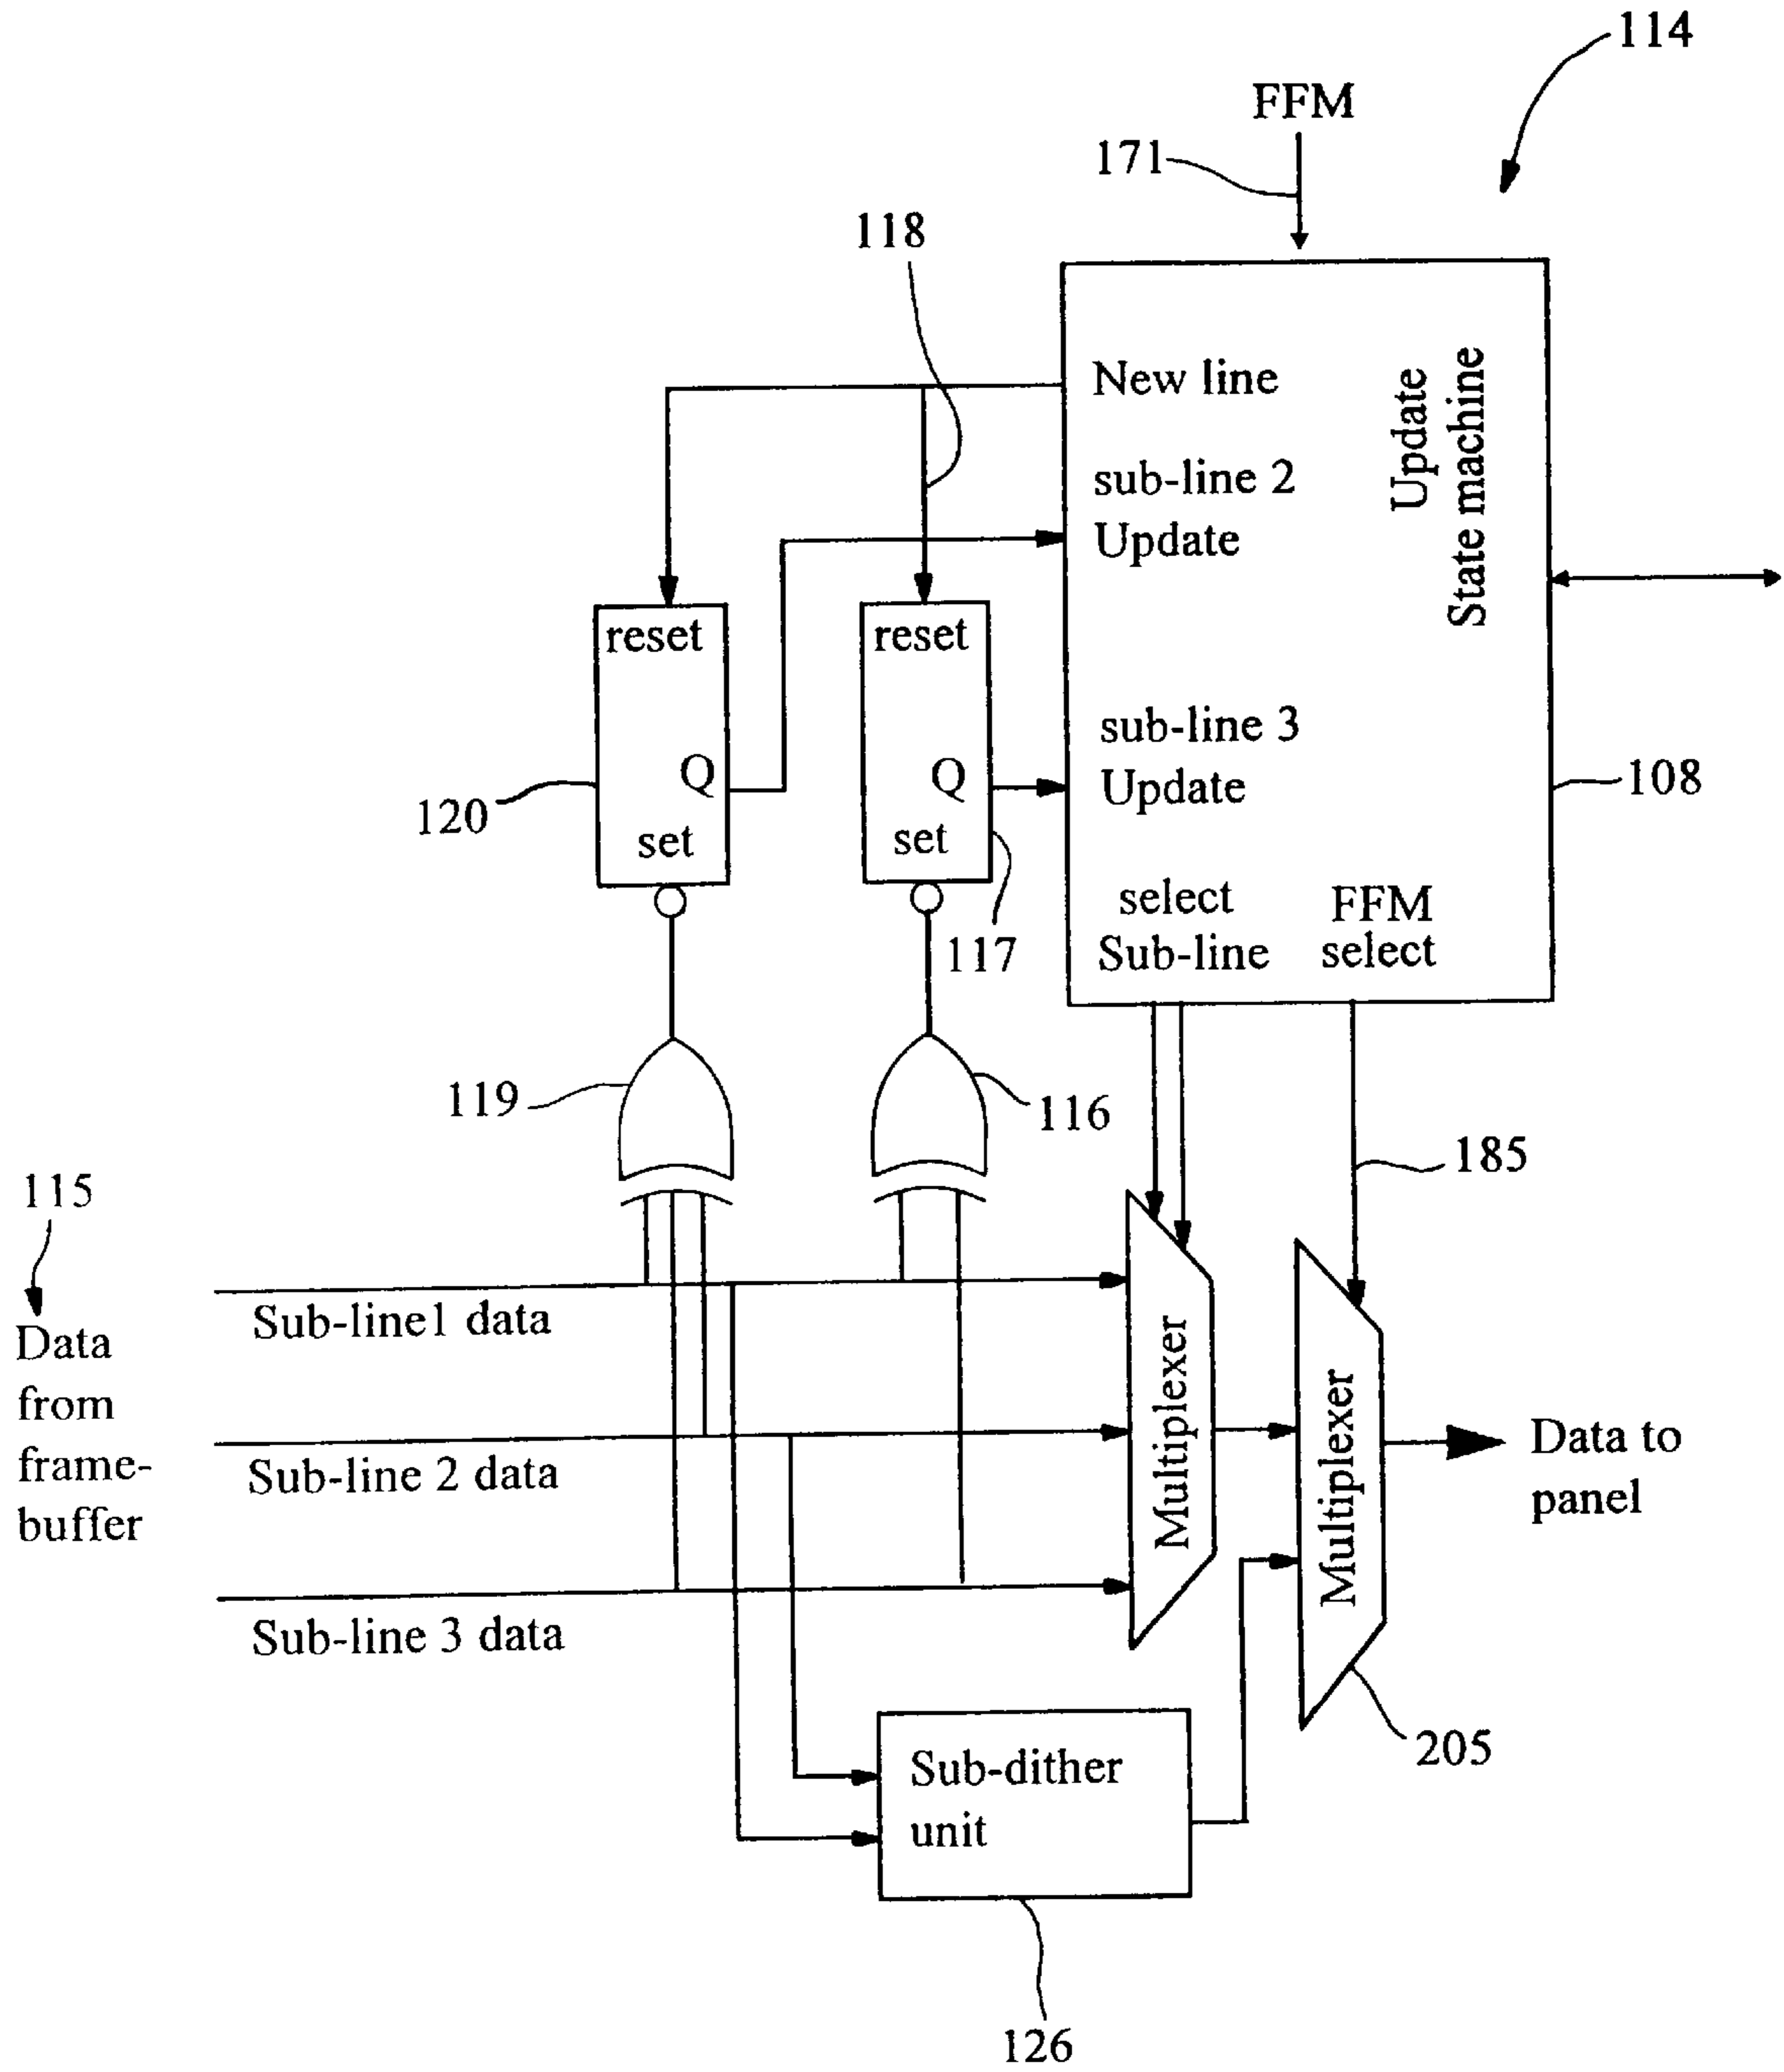 114
FFM
171
118
New line
sub-line 2
Update
Update
State machine
reset
reset
sub-line 3
Update
Q
Q
120
set
set
108
117
select
Sub-line
FFM
select
119
116
185
115
Data
from
frame-
buffer
Sub-line1 data
Sub-line 2 data
Sub-line 3 data
Multiplexer
Multiplexer
Data to
panel
205
Sub-dither
unit
126